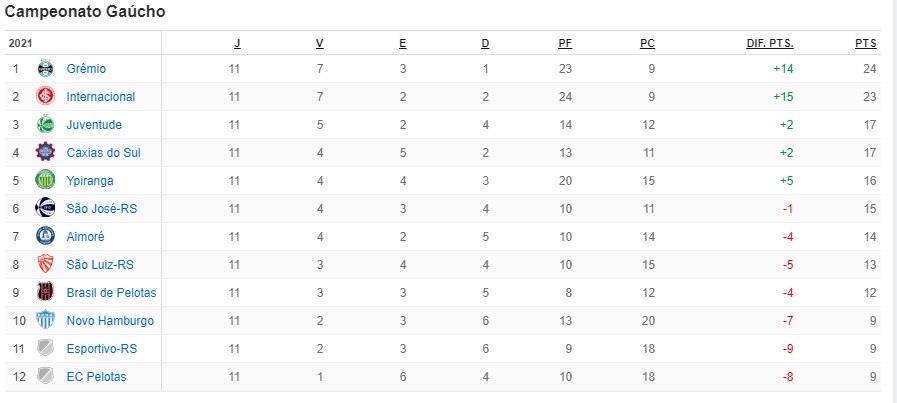 Campeonato Gaúcho
2021 J V E D PF PC DIF. PTS. PTS
1 Grêmio 11 7 3 1 23 9 +14 24
2 Internacional 11 7 2 2 24 9 +15 23
3 Juventude 11 5 2 4 14 12 +2 17
4 Caxias do Sul 11 4 5 2 13 11 +2 17
5 Ypiranga 11 4 4 3 20 15 +5 16
6 São José-RS 11 4 3 4 10 11 -1 15
7 Aimoré 11 4 2 5 10 14 -4 14
8 São Luiz-RS 11 3 4 4 10 15 -5 13
9 Brasil de Pelotas 11 3 3 5 8 12 -4 12
10 Novo Hamburgo 11 2 3 6 13 20 -7 9
11 Esportivo-RS 11 2 3 6 9 18 -9 9
12 EC Pelotas 11 1 6 4 10 18 -8 9